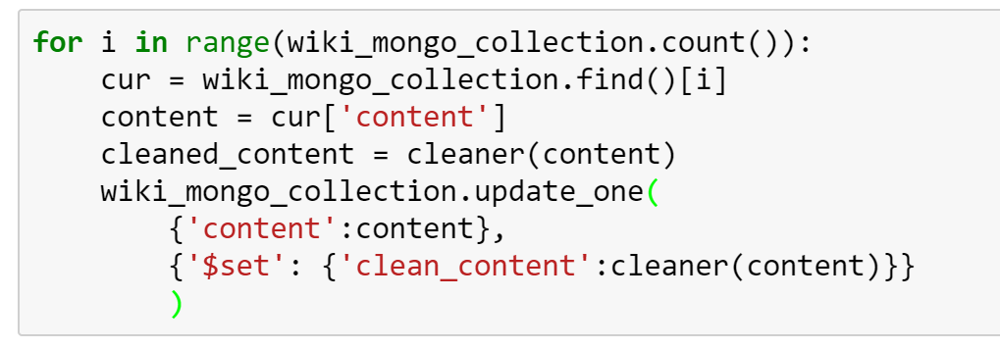 for i in range(wiki_mongo_collection.count()):
    cur = wiki_mongo_collection.find()[i]
    content = cur['content']
    cleaned_content = cleaner(content)
    wiki_mongo_collection.update_one(
        {'content':content},
        {'$set': {'clean_content':cleaner(content)}}
        )